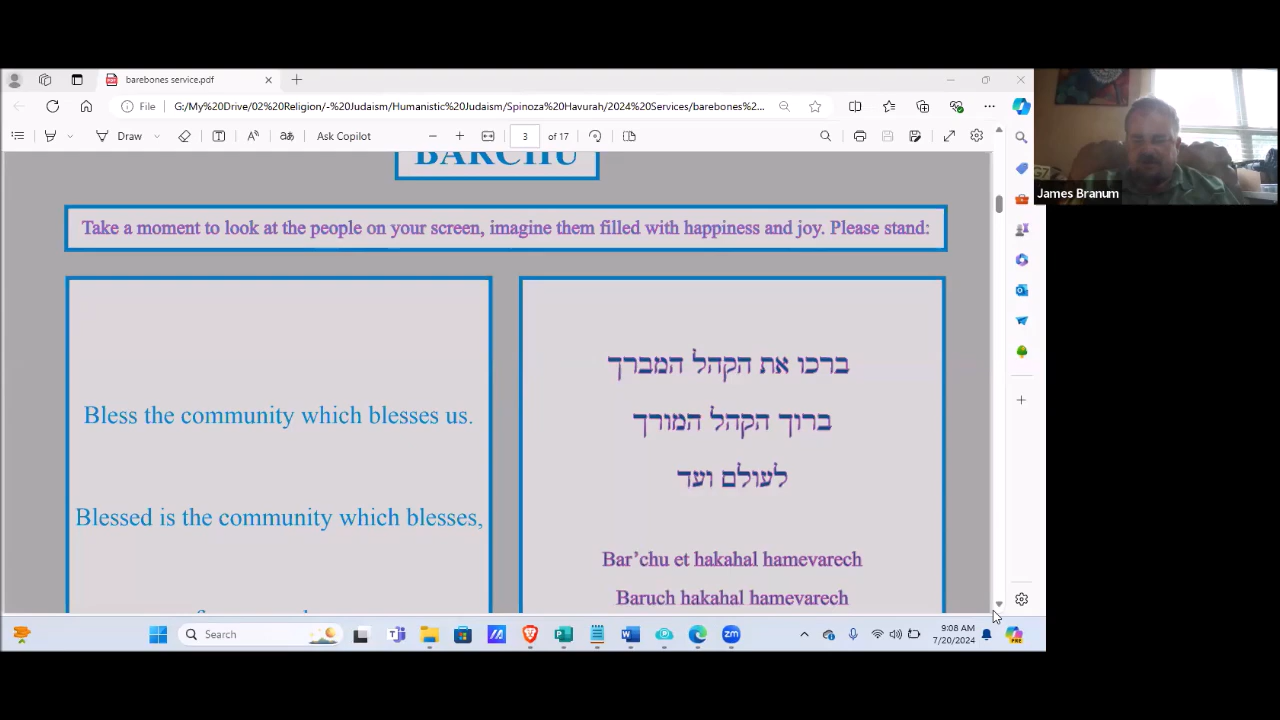 barebones service.pdf
File
G:/My%20Drive/02%20Religion/-%20Judaism/Humanistic%20Judaism/Spinoza%20Havurah/2024%20Services/barebones%2...
Draw
Ask Copilot
3 of 17
James Branum
BARCHU
Take a moment to look at the people on your screen, imagine them filled with happiness and joy. Please stand:
Bless the community which blesses us.
Blessed is the community which blesses,
ברכו את הקהל המברך
ברוך הקהל המורך
לעולם ועד
Bar’chu et hakahal hamevarech
Baruch hakahal hamevarech
Search
9:08 AM
7/20/2024